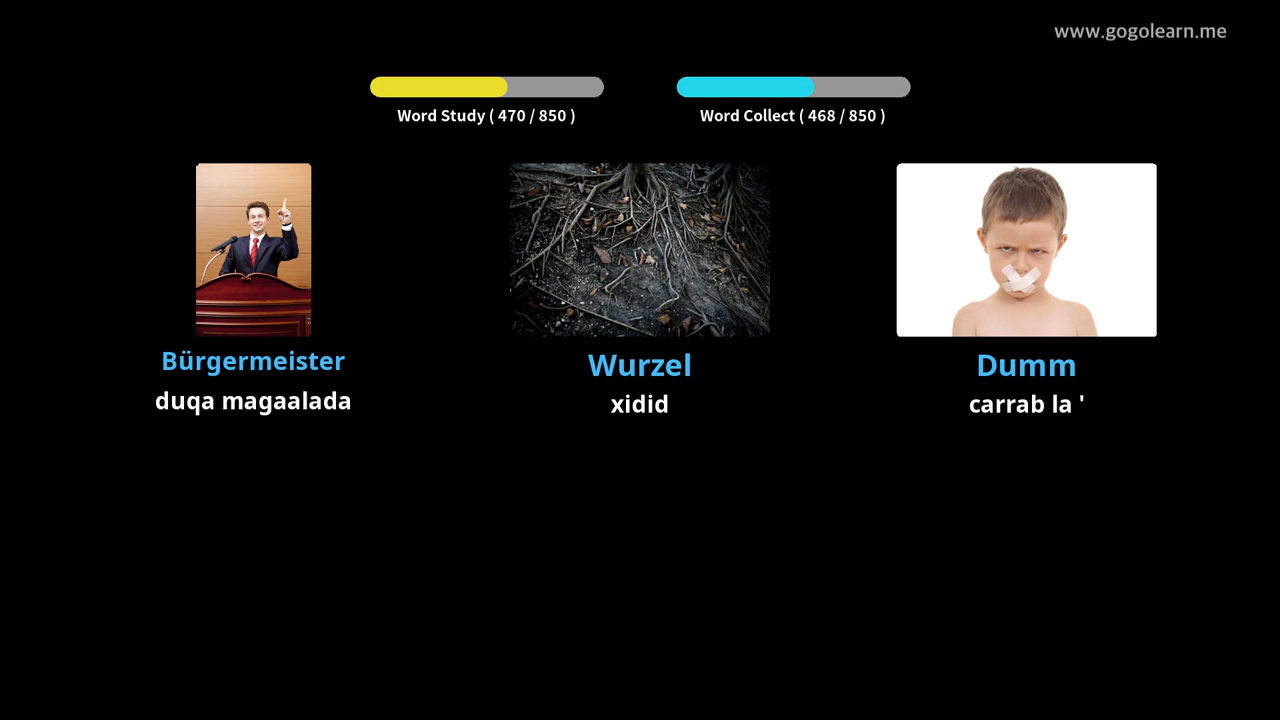 www.gogolearn.me
Word Study ( 470 / 850 )
Word Collect ( 468 / 850 )
Bürgermeister
duqa magaalada
Wurzel
xidid
Dumm
carrab la '